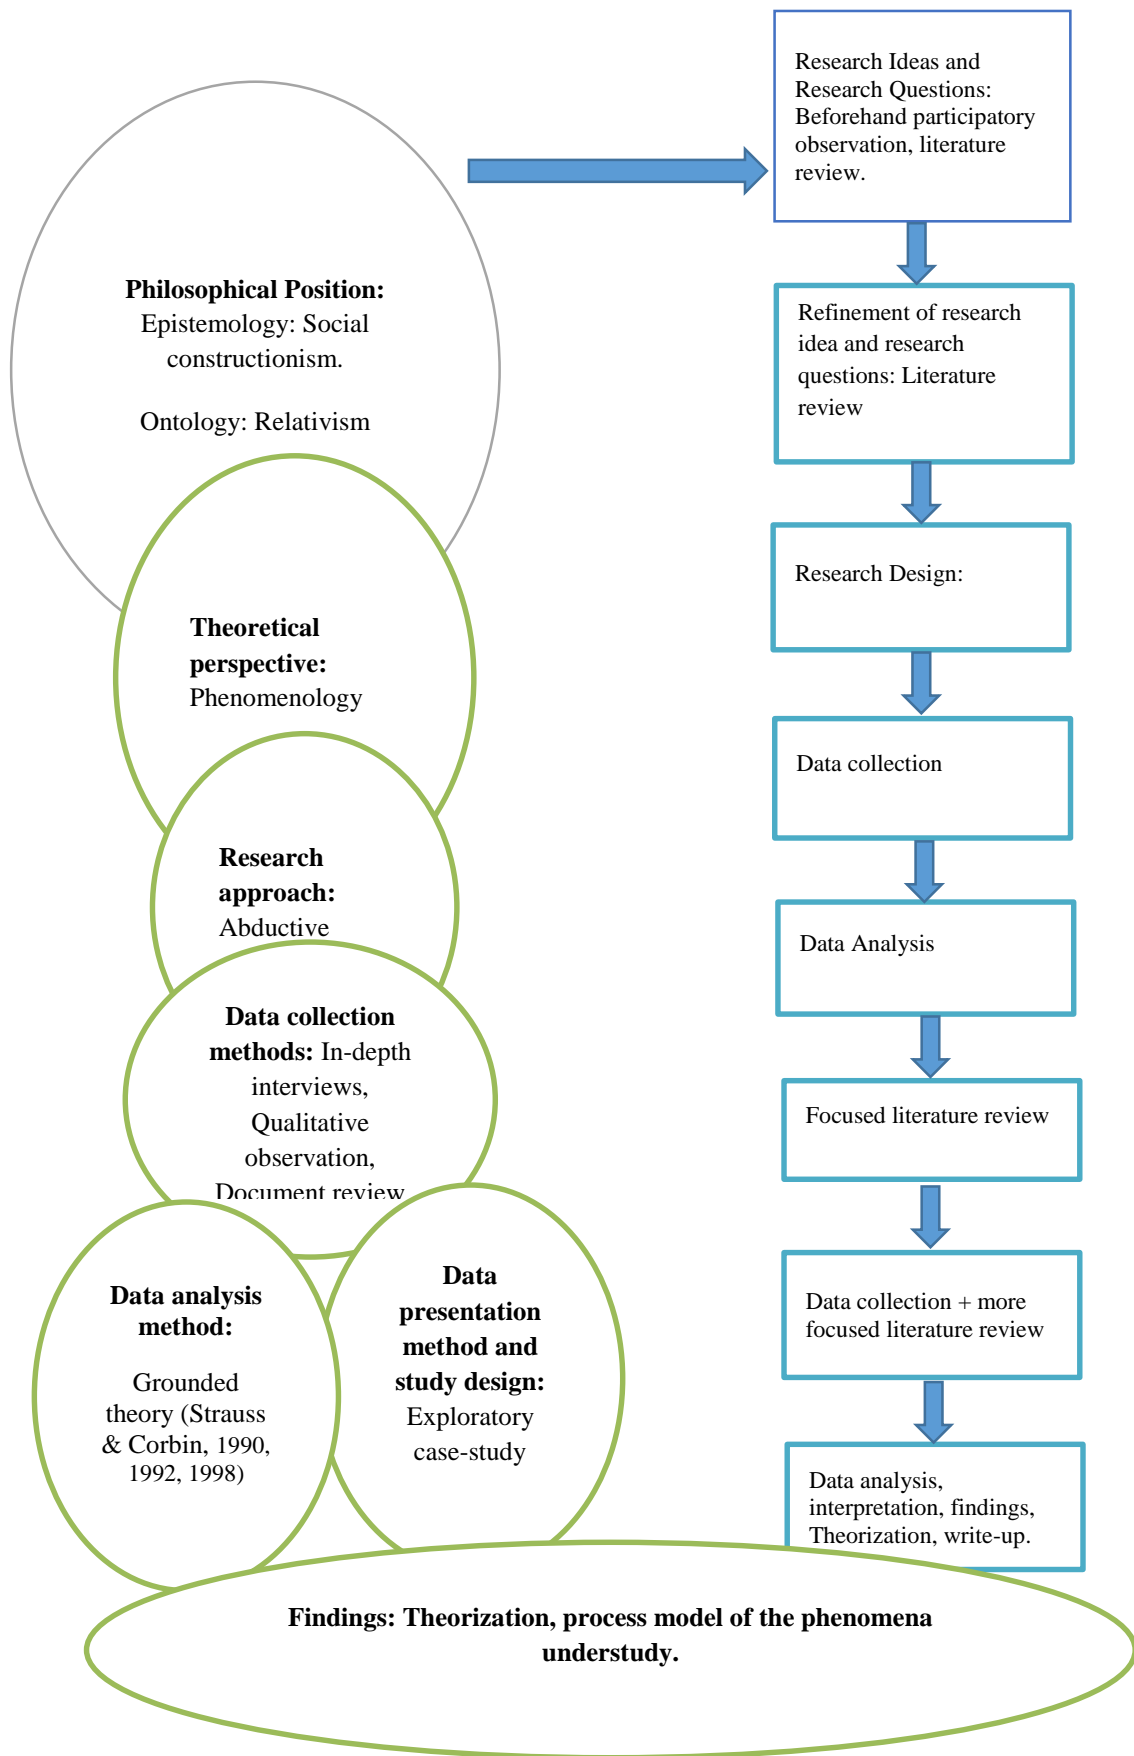 Philosophical Position:
Epistemology: Social
constructionism.
Ontology: Relativism
Theoretical
perspective:
Phenomenology
Research
approach:
Abductive
Data collection
methods: In-depth
interviews,
Qualitative
observation,
Document review
Data analysis
method:
Grounded
theory (Strauss
& Corbin, 1990,
1992, 1998)
Data
presentation
method and
study design:
Exploratory
case-study
Research Ideas and
Research Questions:
Beforehand participatory
observation, literature
review.
Refinement of research
idea and research
questions: Literature
review
Research Design:
Data collection
Data Analysis
Focused literature review
Data collection + more
focused literature review
Data analysis,
interpretation, findings,
Theorization, write-up.
Findings: Theorization, process model of the phenomena
understudy.